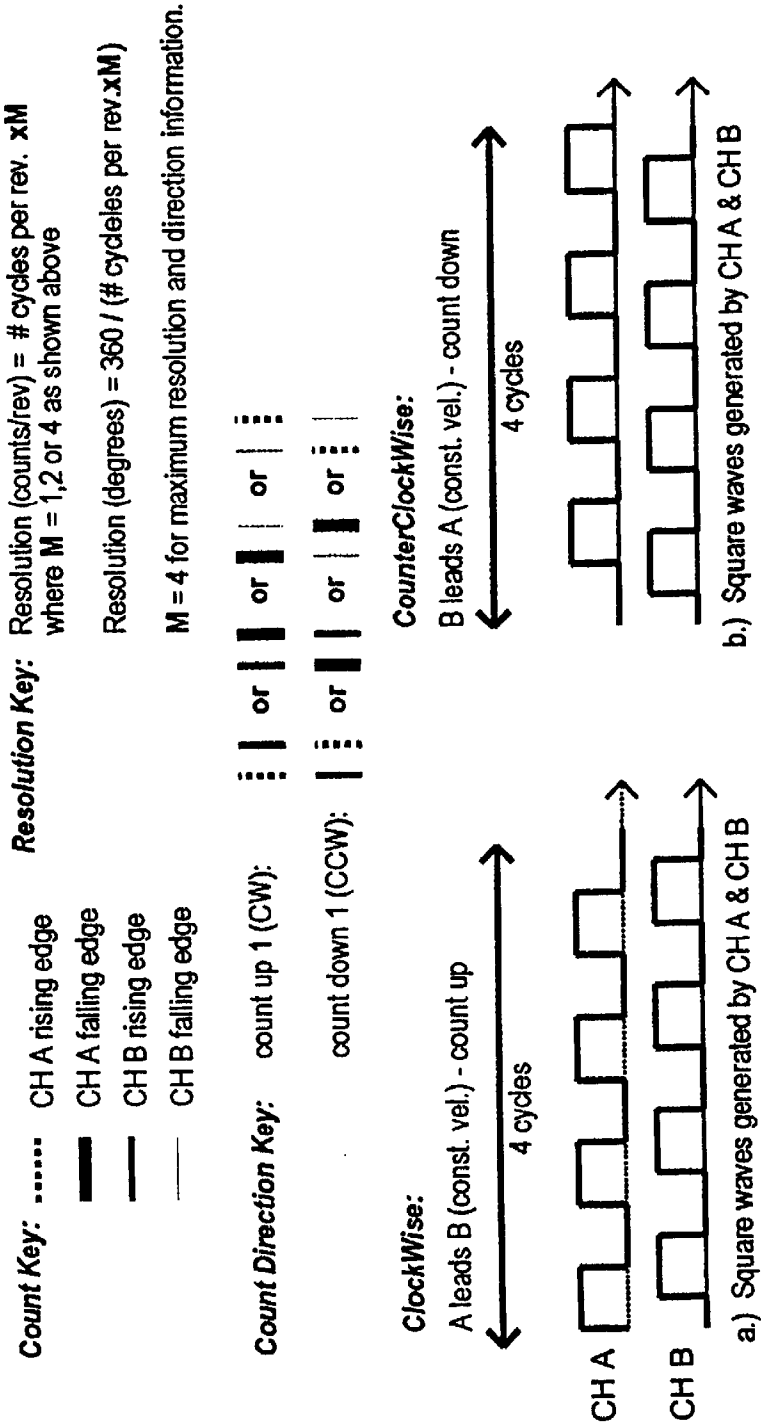 Count Key: CH A rising edge
CH A falling edge
CH B rising edge
CH B falling edge
Resolution Key: Resolution (counts/rev) = # cycles per rev. xM
where M = 1,2 or 4 as shown above
Resolution (degrees) = 360 / (# cydeles per rev.xM)
M = 4 for maximum resolution and direction information.
Count Direction Key: count up 1 (CW): or or or
count down 1 (CCW): or or or
ClockWise:
A leads B (const. vel.) - count up
4 cycles
CH A
CH B
a.) Square waves generated by CH A & CH B
CounterClockWise:
B leads A (const. vel.) - count down
4 cycles
b.) Square waves generated by CH A & CH B